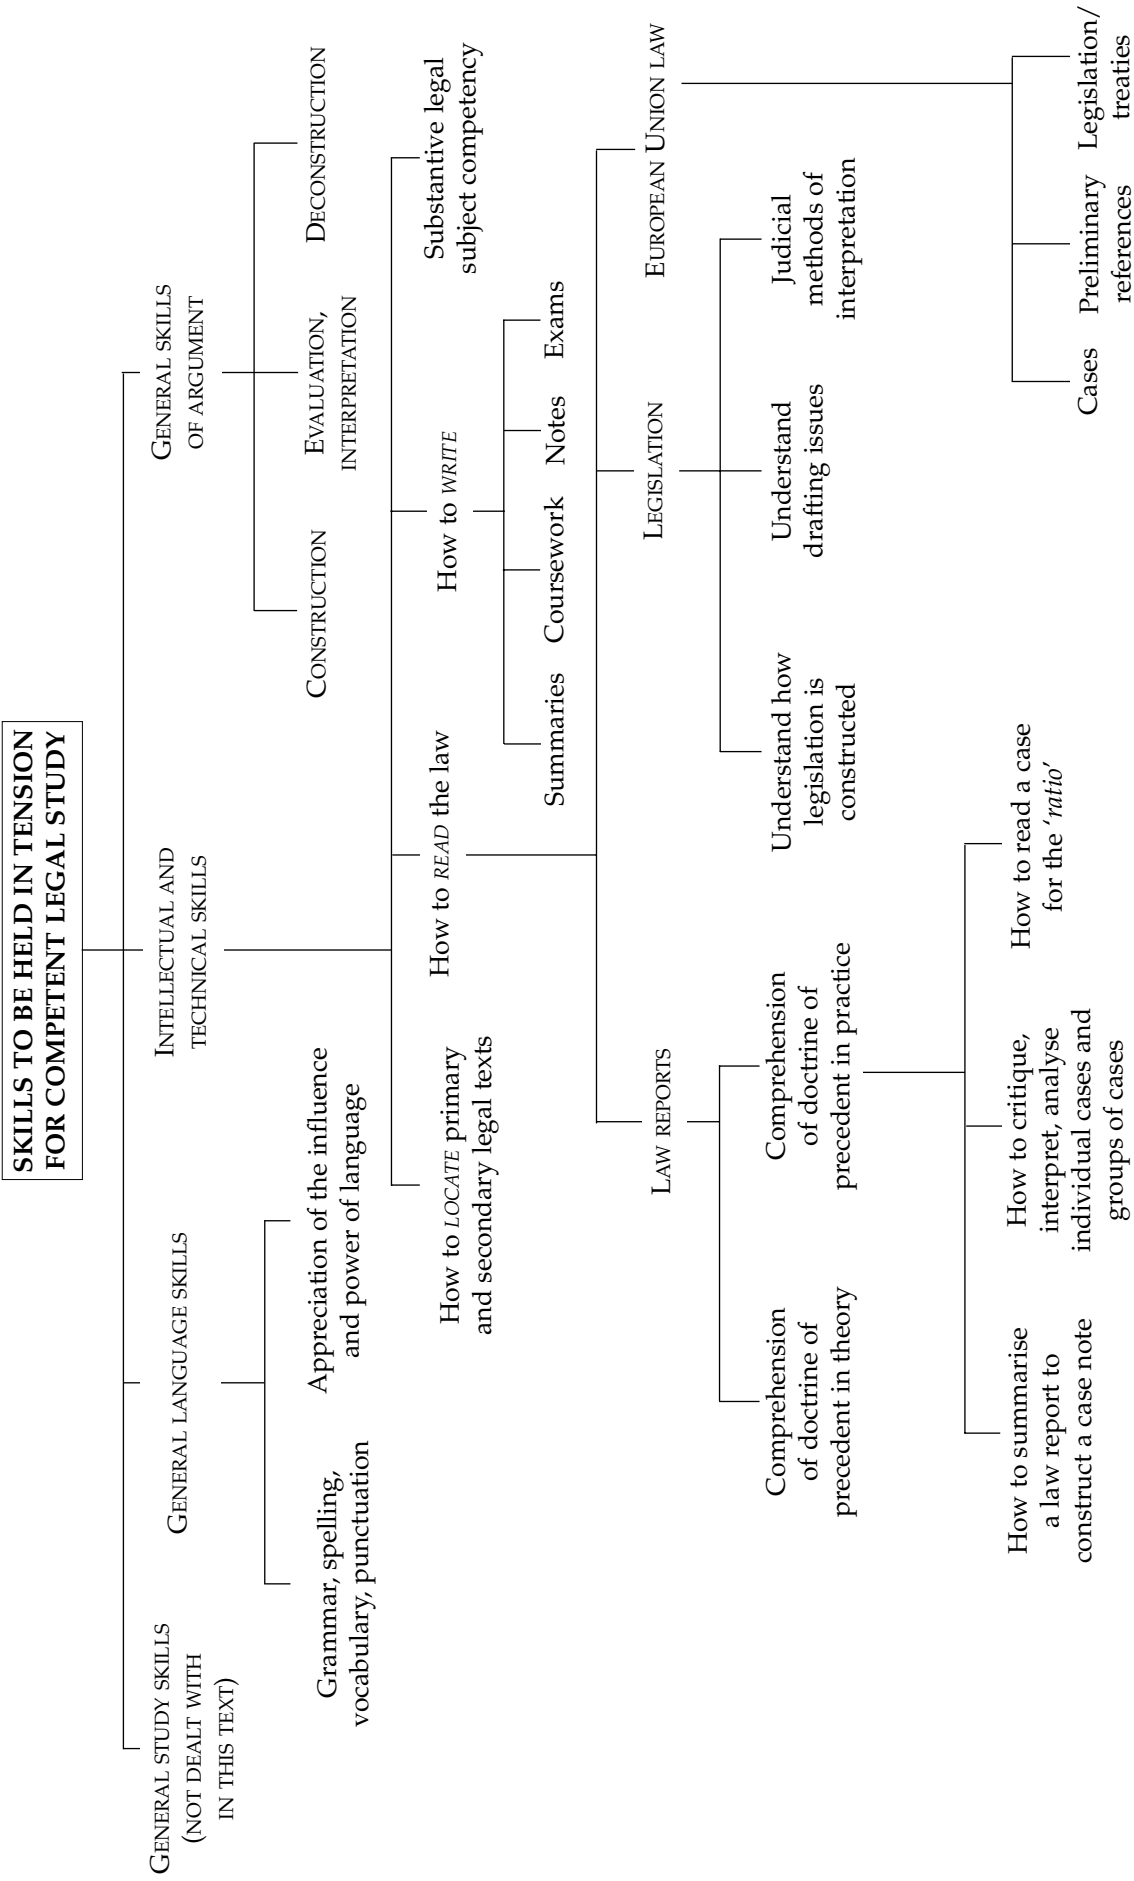 SKILLS TO BE HELD IN TENSION
FOR COMPETENT LEGAL STUDY
GENERAL STUDY SKILLS
(NOT DEALT WITH
IN THIS TEXT)
GENERAL LANGUAGE SKILLS
INTELLECTUAL AND
TECHNICAL SKILLS
GENERAL SKILLS
OF ARGUMENT
Grammar, spelling,
vocabulary, punctuation
Appreciation of the influence
and power of language
CONSTRUCTION
EVALUATION,
INTERPRETATION
DECONSTRUCTION
How to LOCATE primary
and secondary legal texts
How to READ the law
How to WRITE
Substantive legal
subject competency
Summaries
Coursework
Notes
Exams
LAW REPORTS
LEGISLATION
EUROPEAN UNION LAW
Comprehension
of doctrine of
precedent in theory
Comprehension
of doctrine of
precedent in practice
Understand how
legislation is
constructed
Understand
drafting issues
Judicial
methods of
interpretation
How to summarise
a law report to
construct a case note
How to critique,
interpret, analyse
individual cases and
groups of cases
How to read a case
for the ‘ratio’
Cases
Preliminary
references
Legislation/
treaties